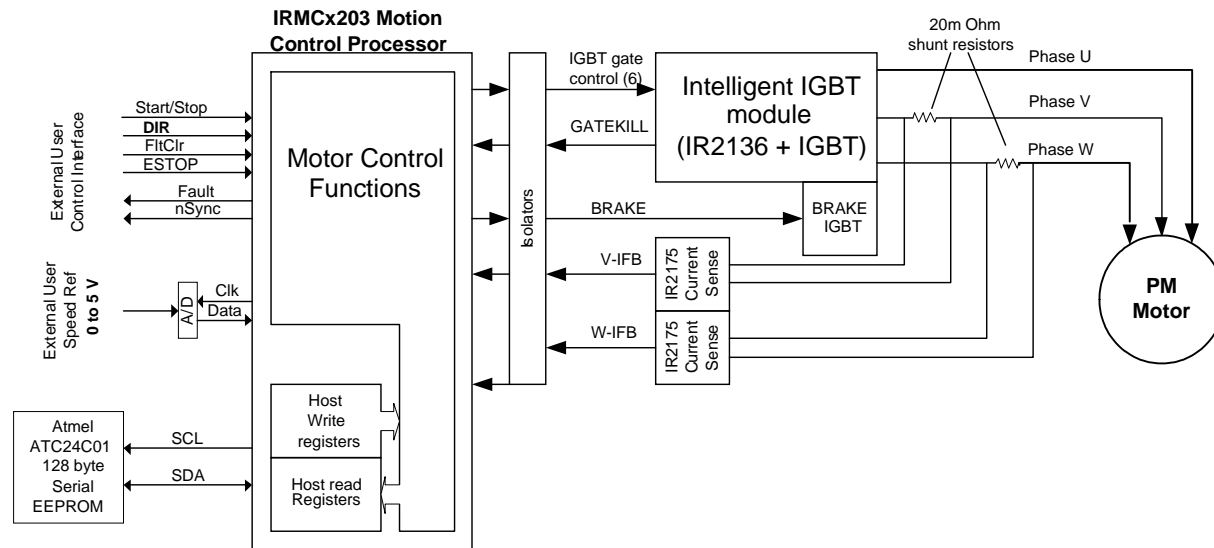 IRMCx203 Motion
Control Processor
20m Ohm
shunt resistors
IGBT gate
control (6)
Phase U
Intelligent IGBT
module
(IR2136 + IGBT)
Start/Stop
DIR
FltClr
ESTOP
Fault
nSync
External User
Control Interface
Motor Control
Functions
GATEKILL
Phase V
Phase W
Isolators
BRAKE
BRAKE
IGBT
V-IFB
IR2175
Current
Sense
PM
Motor
External User
Speed Ref
0 to 5 V
A/D
Clk
Data
W-IFB
IR2175
Current
Sense
Host
Write
registers
Atmel
ATC24C01
128 byte
Serial
EEPROM
SCL
SDA
Host read
Registers